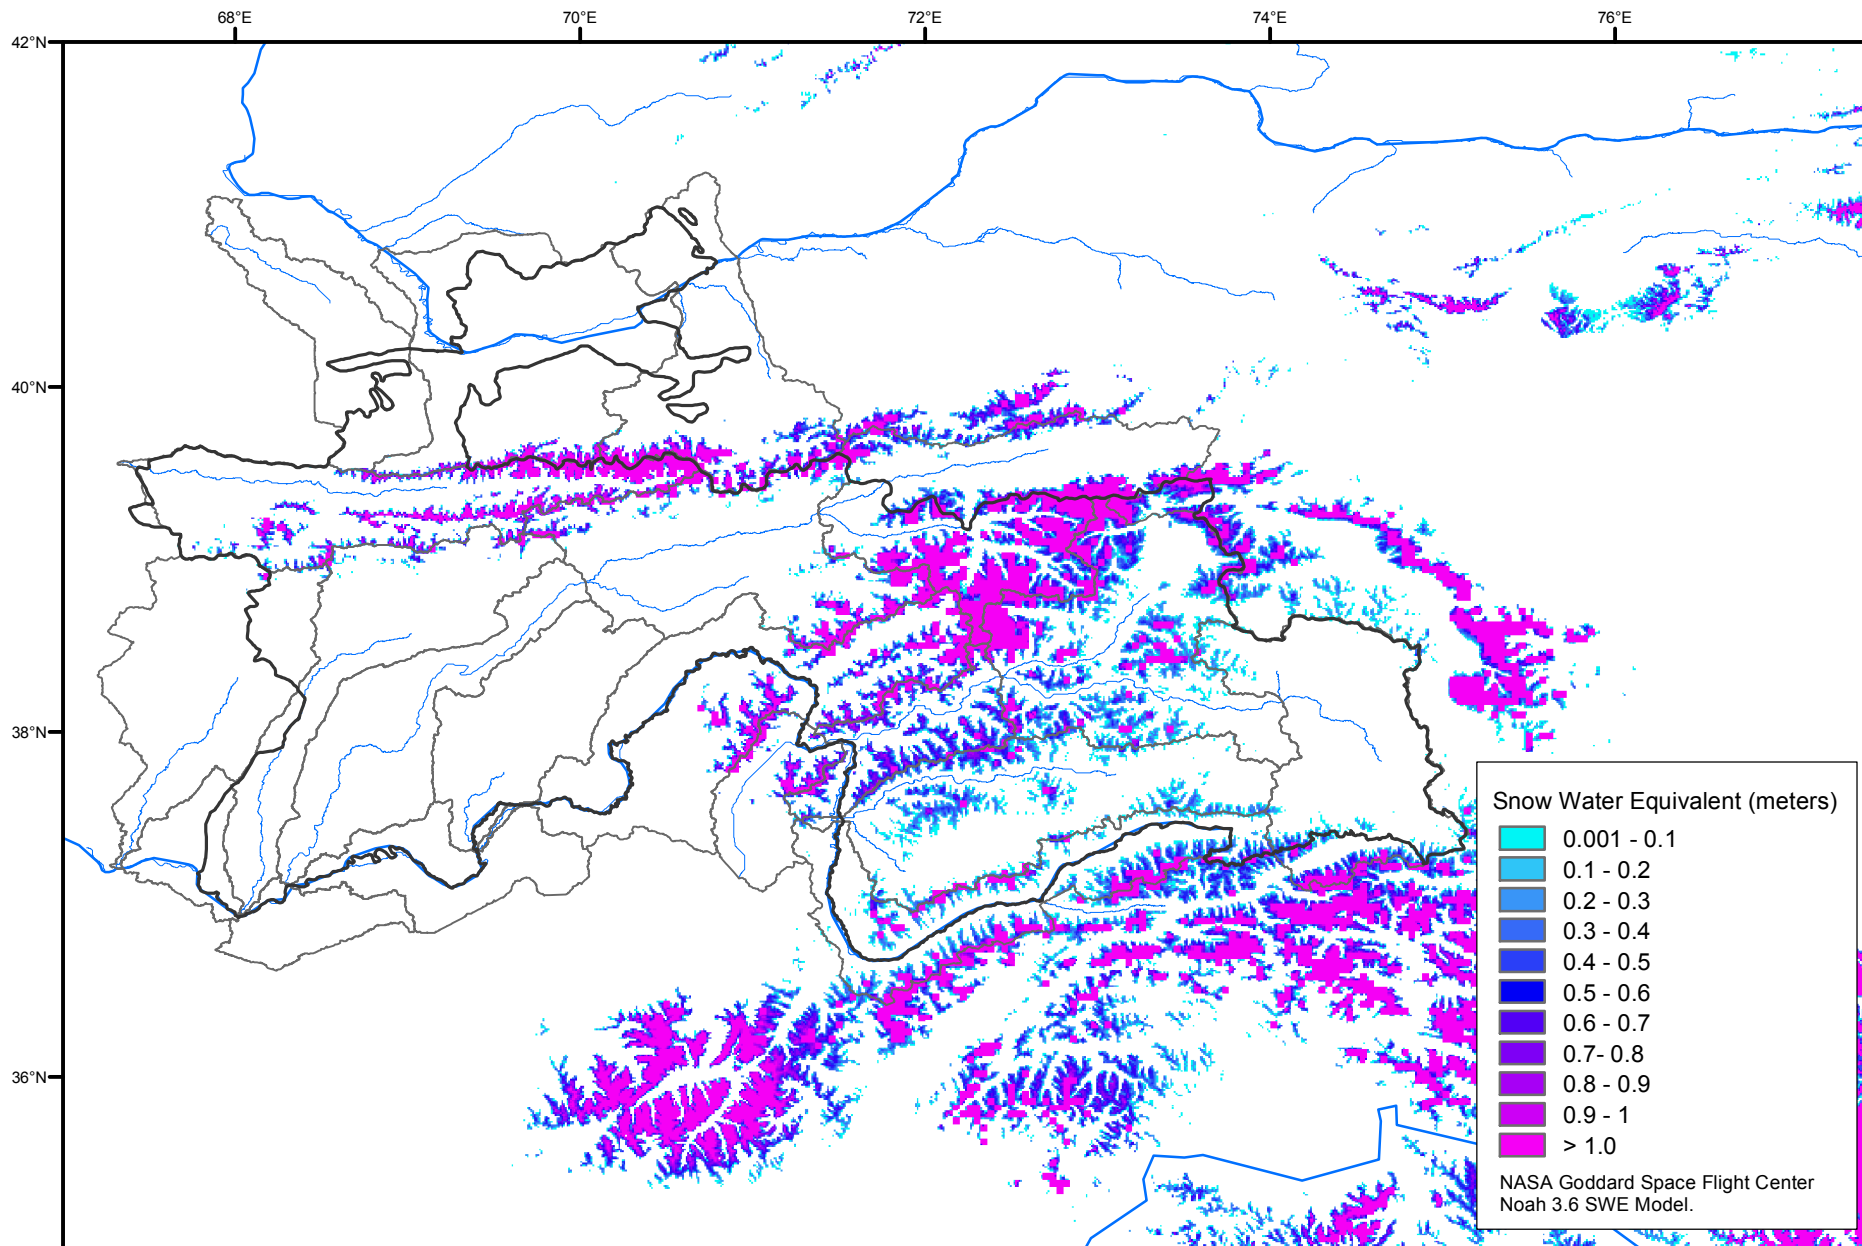 68°E 70°E 72°E 74°E 76°E
42°N
40°N
38°N
36°N
Snow Water Equivalent (meters)
0.001 - 0.1
0.1 - 0.2
0.2 - 0.3
0.3 - 0.4
0.4 - 0.5
0.5 - 0.6
0.6 - 0.7
0.7- 0.8
0.8 - 0.9
0.9 - 1
> 1.0
NASA Goddard Space Flight Center
Noah 3.6 SWE Model.